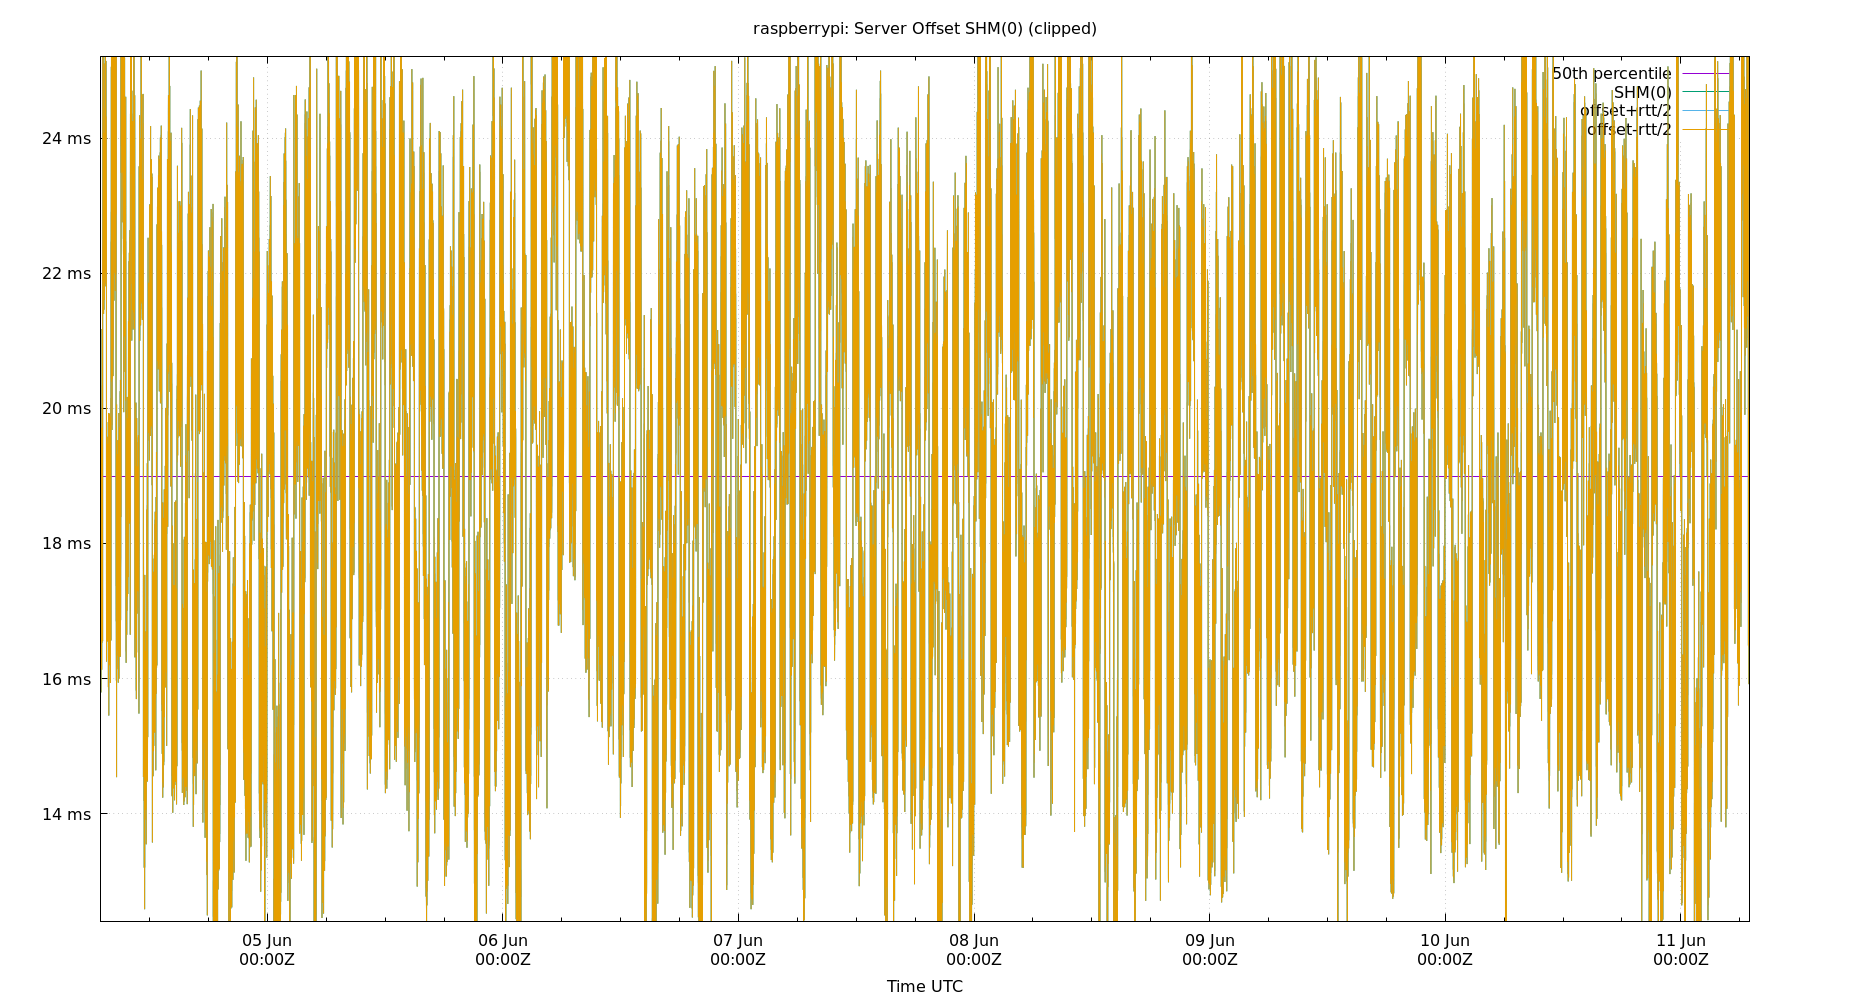 raspberrypi: Server Offset SHM(0) (clipped)
50th percentile
SHM(0)
offset+rtt/2
offset-rtt/2
24 ms
22 ms
20 ms
18 ms
16 ms
14 ms
05 Jun 06 Jun 07 Jun 08 Jun 09 Jun 10 Jun 11 Jun
00:00Z 00:00Z 00:00Z 00:00Z 00:00Z 00:00Z 00:00Z
Time UTC